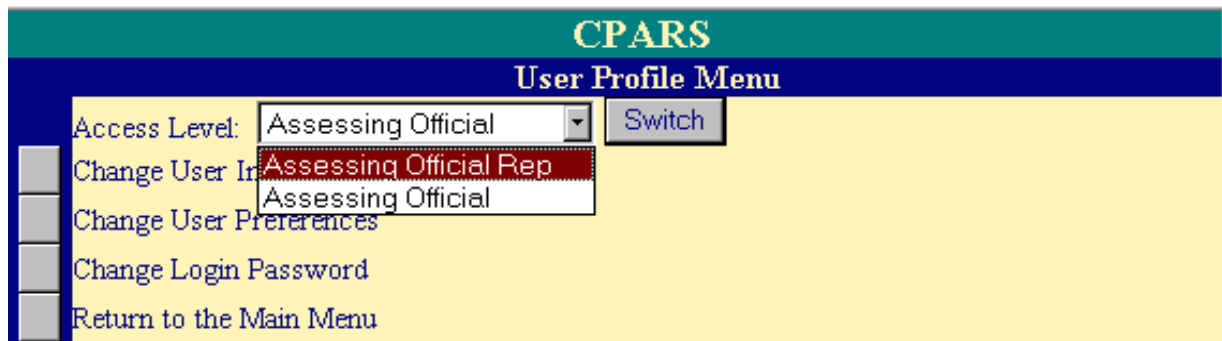 CPARS
User Profile Menu
Access Level: Assessing Official Switch
Assessing Official Rep
Change User
Assessing Official
Change User Preferences
Change Login Password
Return to the Main Menu